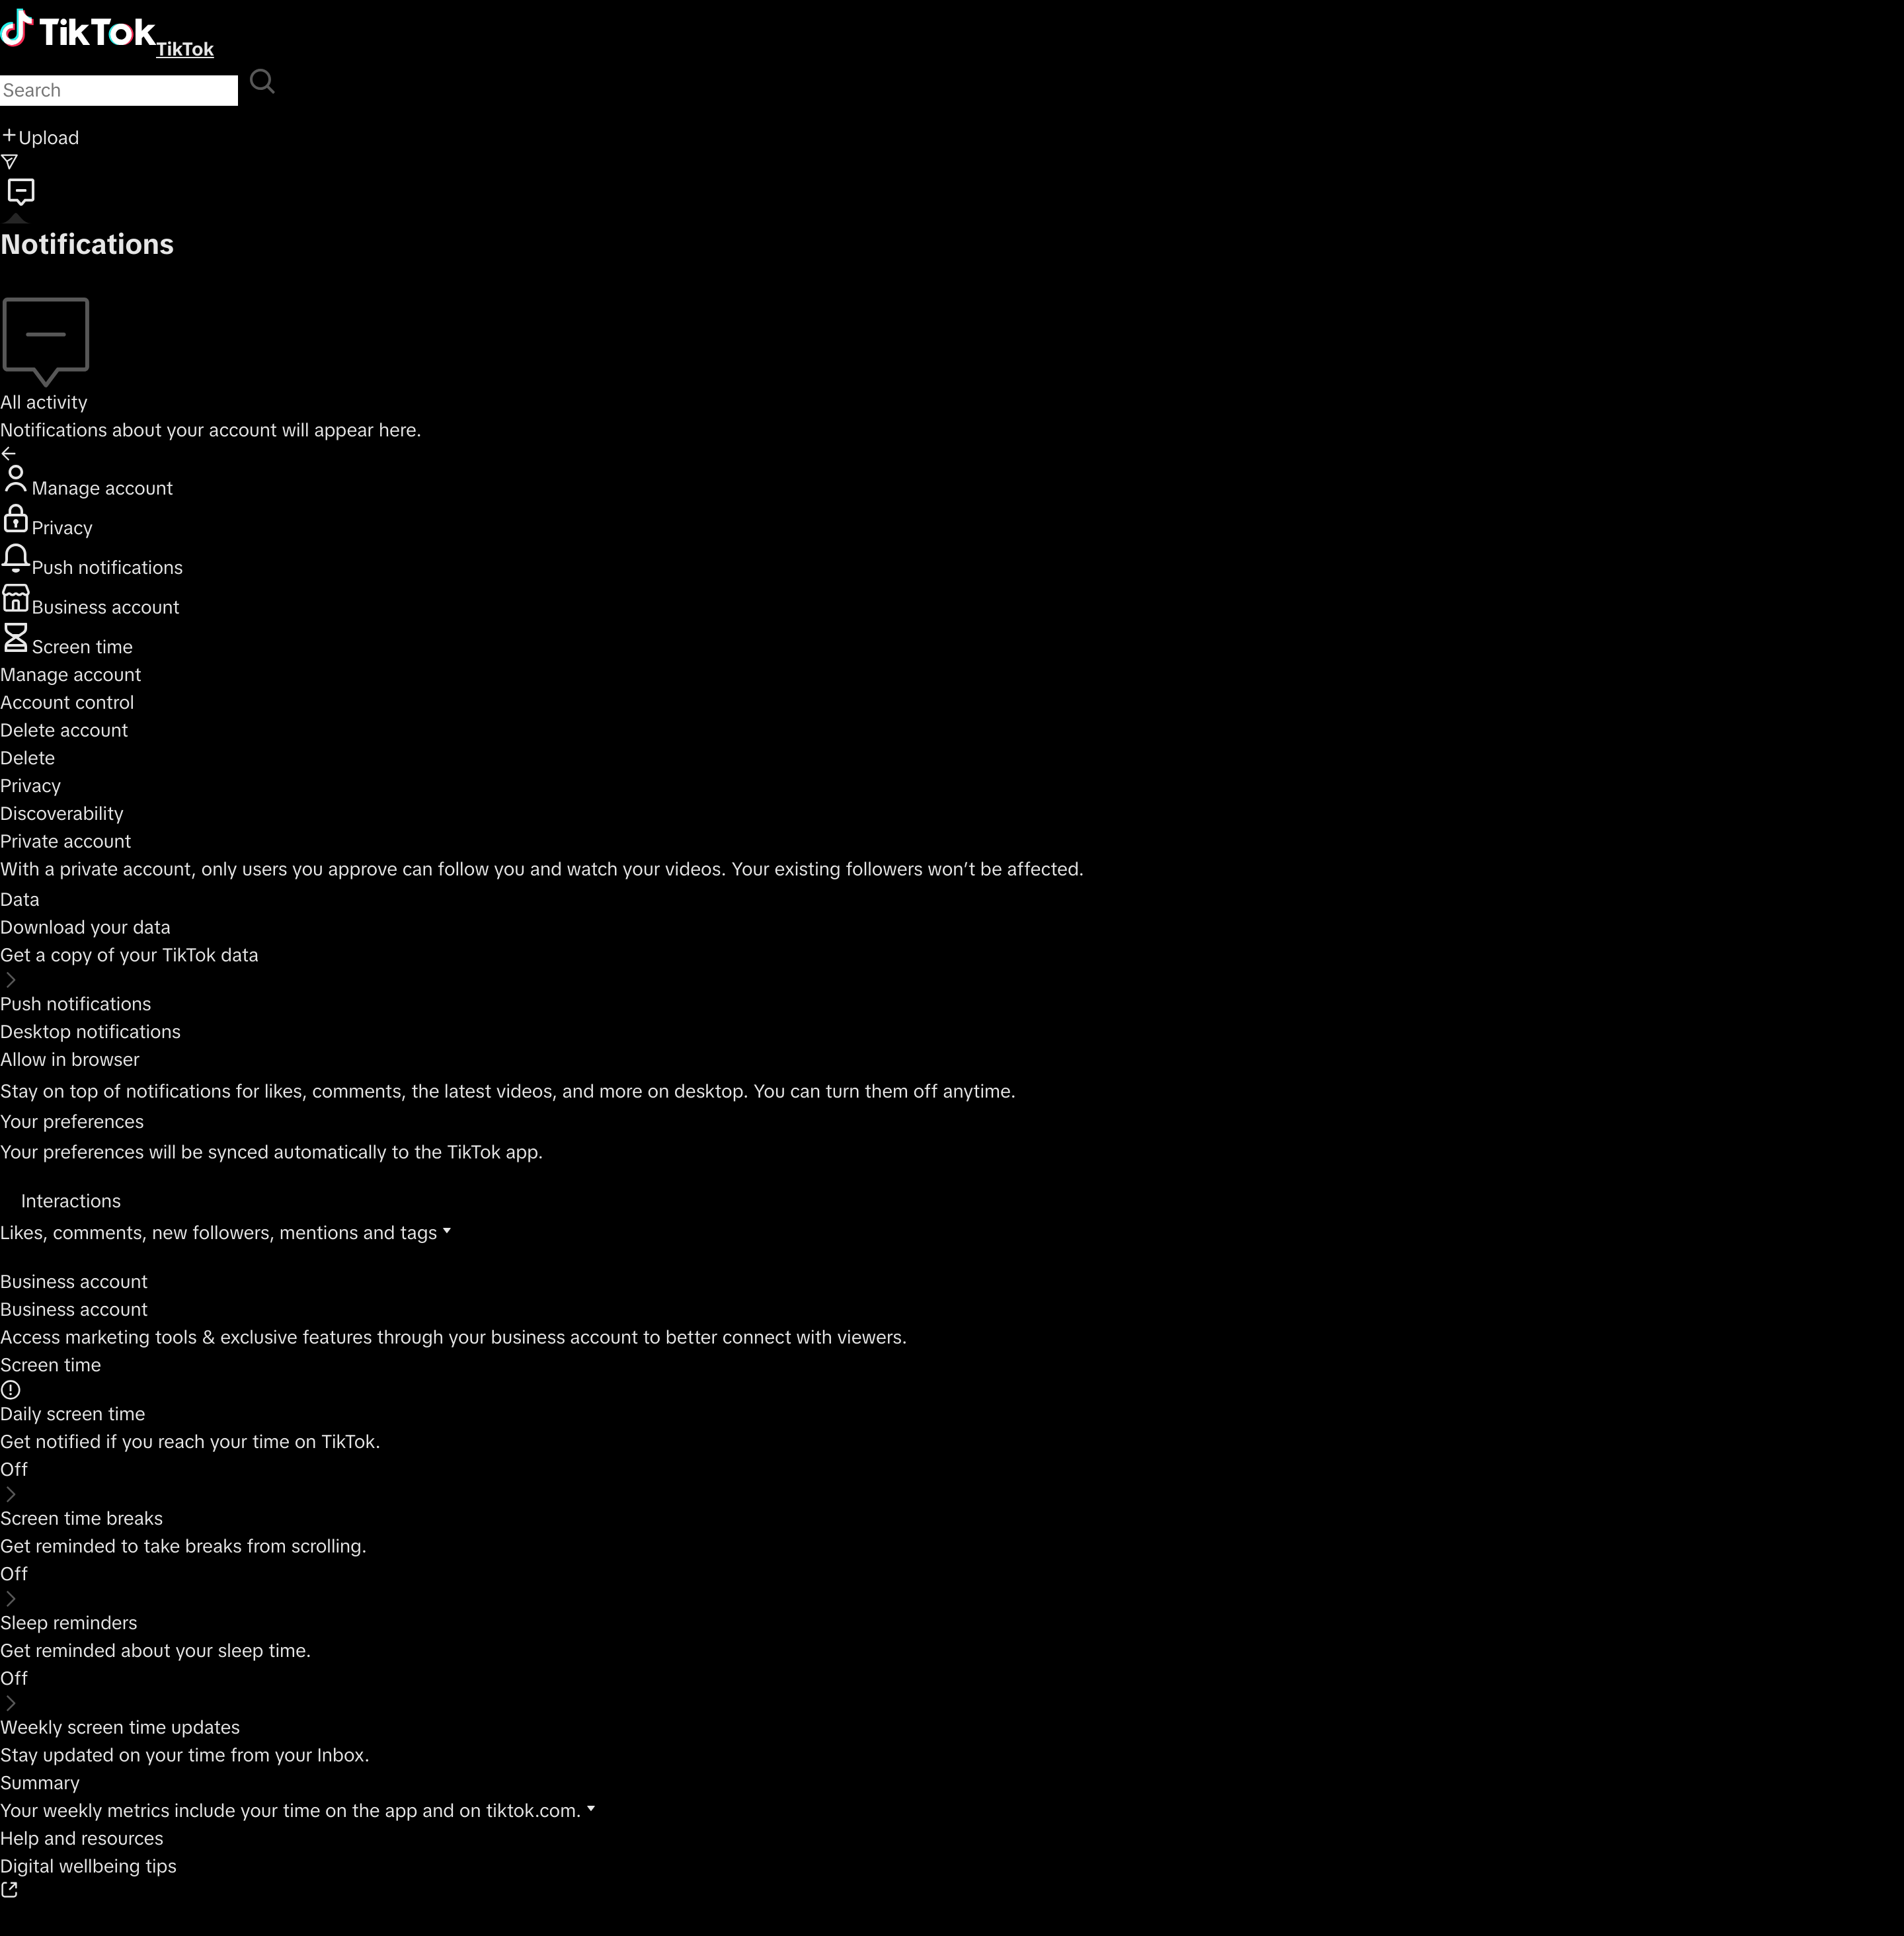 TikTok TikTok
Search
Upload
Notifications
All activity
Notifications about your account will appear here.
Manage account
Privacy
Push notifications
Business account
Screen time
Manage account
Account control
Delete account
Delete
Privacy
Discoverability
Private account
With a private account, only users you approve can follow you and watch your videos. Your existing followers won’t be affected.
Data
Download your data
Get a copy of your TikTok data
Push notifications
Desktop notifications
Allow in browser
Stay on top of notifications for likes, comments, the latest videos, and more on desktop. You can turn them off anytime.
Your preferences
Your preferences will be synced automatically to the TikTok app.
Interactions
Likes, comments, new followers, mentions and tags
Business account
Business account
Access marketing tools & exclusive features through your business account to better connect with viewers.
Screen time
Daily screen time
Get notified if you reach your time on TikTok.
Off
Screen time breaks
Get reminded to take breaks from scrolling.
Off
Sleep reminders
Get reminded about your sleep time.
Off
Weekly screen time updates
Stay updated on your time from your Inbox.
Summary
Your weekly metrics include your time on the app and on tiktok.com.
Help and resources
Digital wellbeing tips